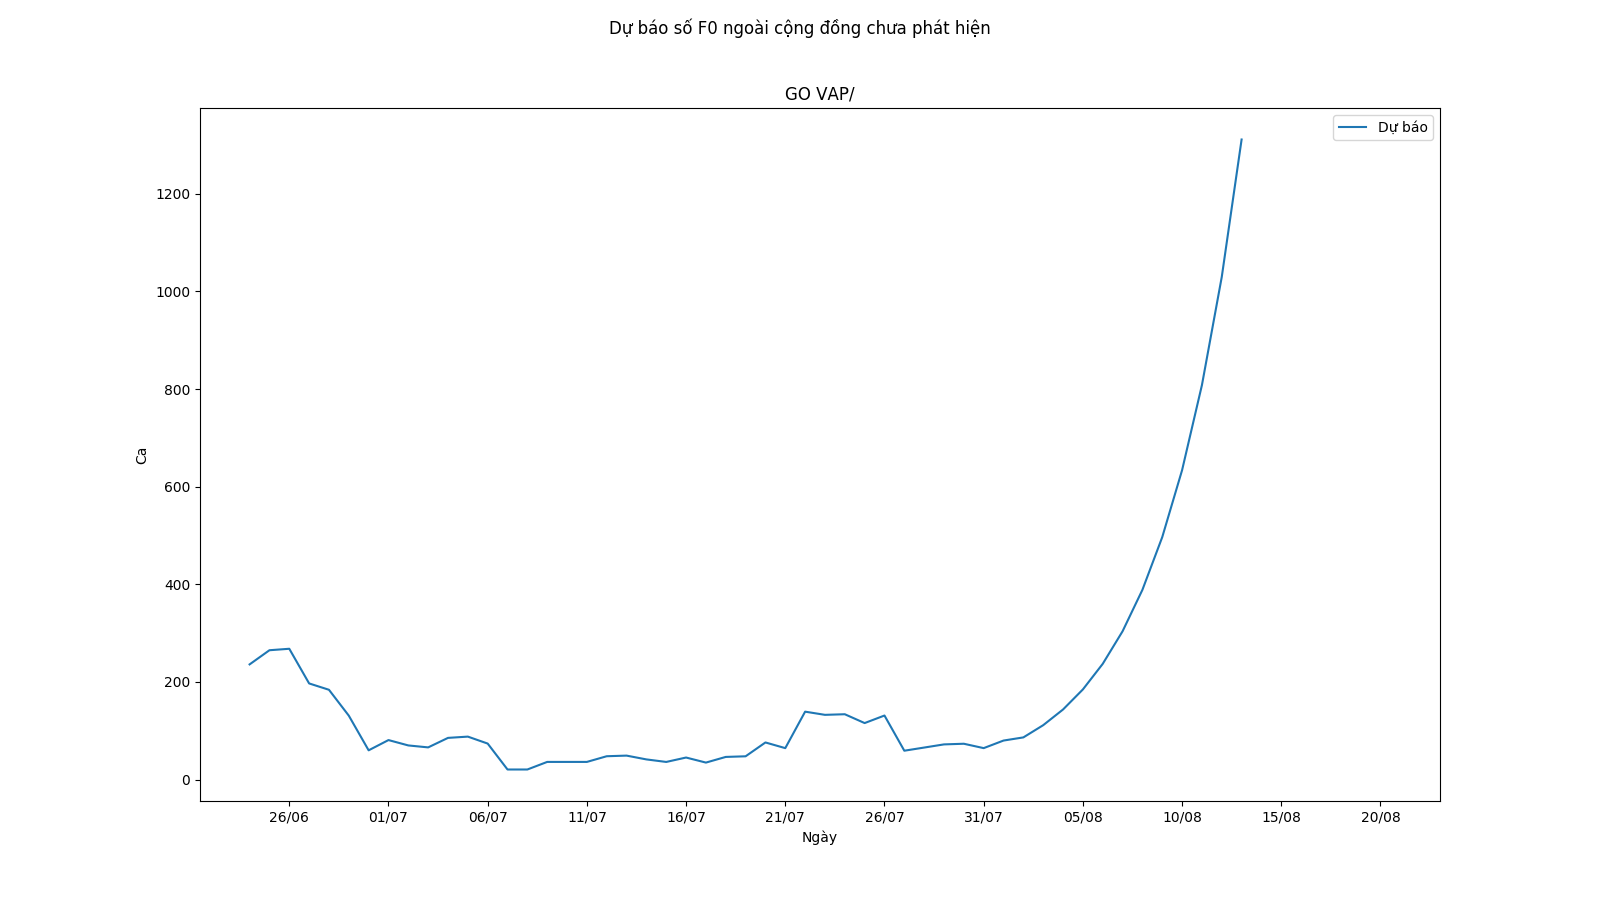 Dự báo số F0 ngoài cộng đồng chưa phát hiện
GO VAP/
Dự báo
1200
1000
800
600
400
200
0
Ca
26/06 01/07 06/07 11/07 16/07 21/07 26/07 31/07 05/08 10/08 15/08 20/08
Ngày